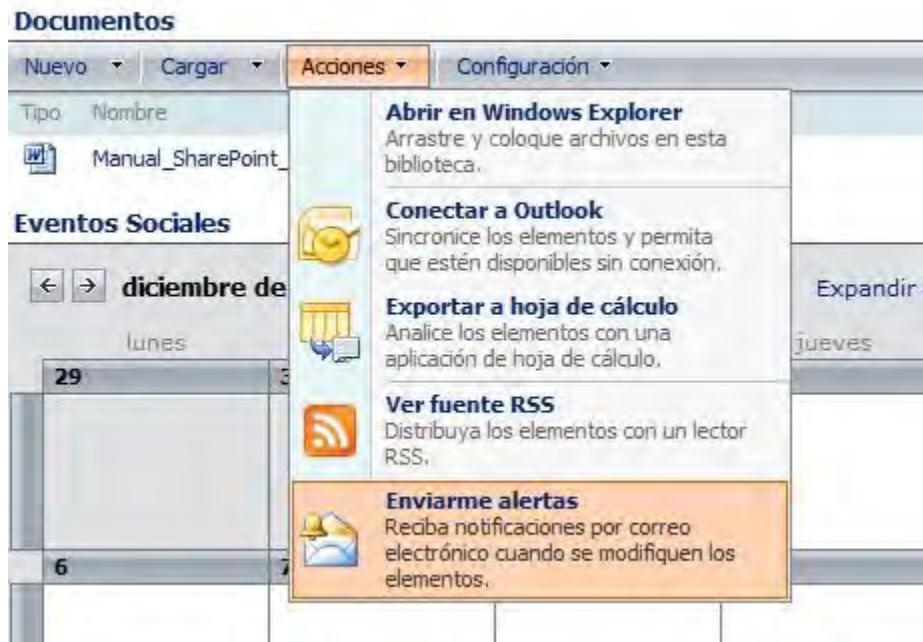 Documentos
Nuevo Cargar Acciones Configuración
Tipo Nombre
Manual_SharePoint_
Abrir en Windows Explorer
Arrastre y coloque archivos en esta
biblioteca.
Conectar a Outlook
Sincronice los elementos y permita
que estén disponibles sin conexión.
Exportar a hoja de cálculo
Analice los elementos con una
aplicación de hoja de cálculo.
Ver fuente RSS
Distribuya los elementos con un lector
RSS.
Enviarme alertas
Reciba notificaciones por correo
electrónico cuando se modifiquen los
elementos.
Eventos Sociales
diciembre de
Expandir
lunes jueves
29
6